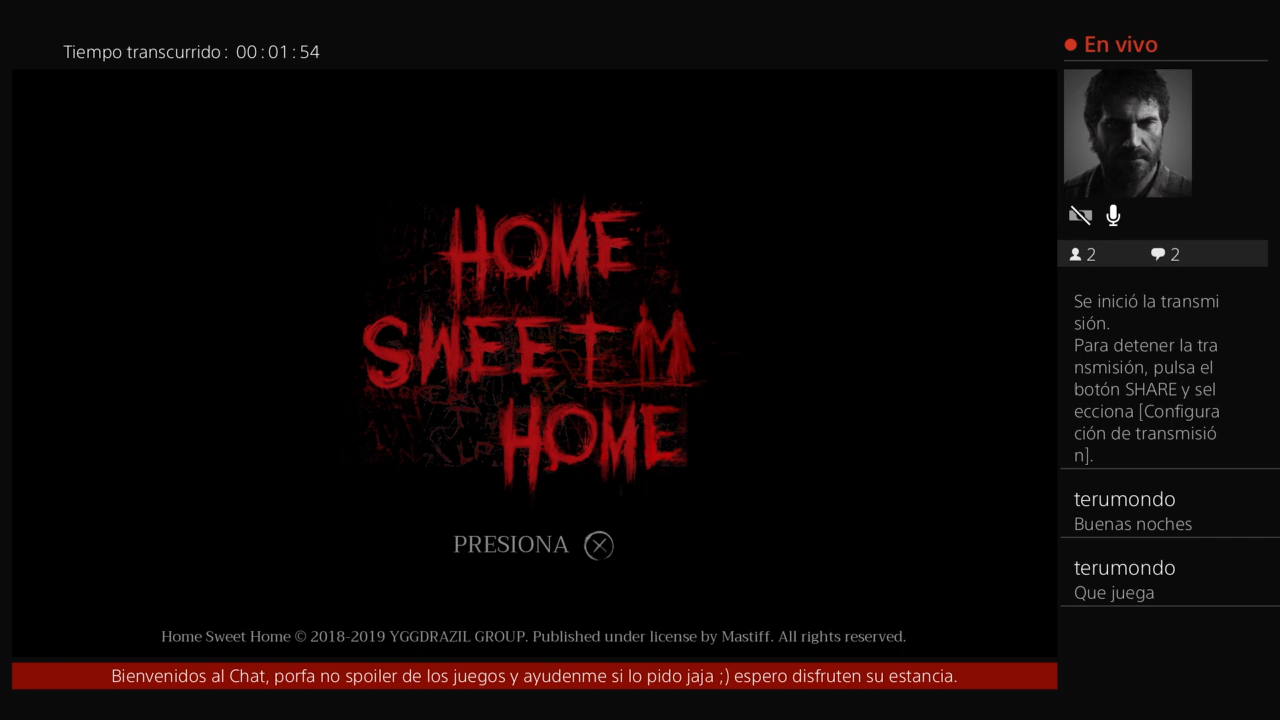 Tiempo transcurrido : 00 : 01 : 54
En vivo
HOME
SWEET
HOME
PRESIONA
Home Sweet Home © 2018-2019 YGGDRAZIL GROUP. Published under license by Mastiff. All rights reserved.
Bienvenidos al Chat, porfa no spoiler de los juegos y ayudenme si lo pido jaja ;) espero disfruten su estancia.
2 2
Se inició la transmi
sión.
Para detener la tra
nsmisión, pulsa el
botón SHARE y sel
ecciona [Configura
ción de transmisió
n].
terumondo
Buenas noches
terumondo
Que juega